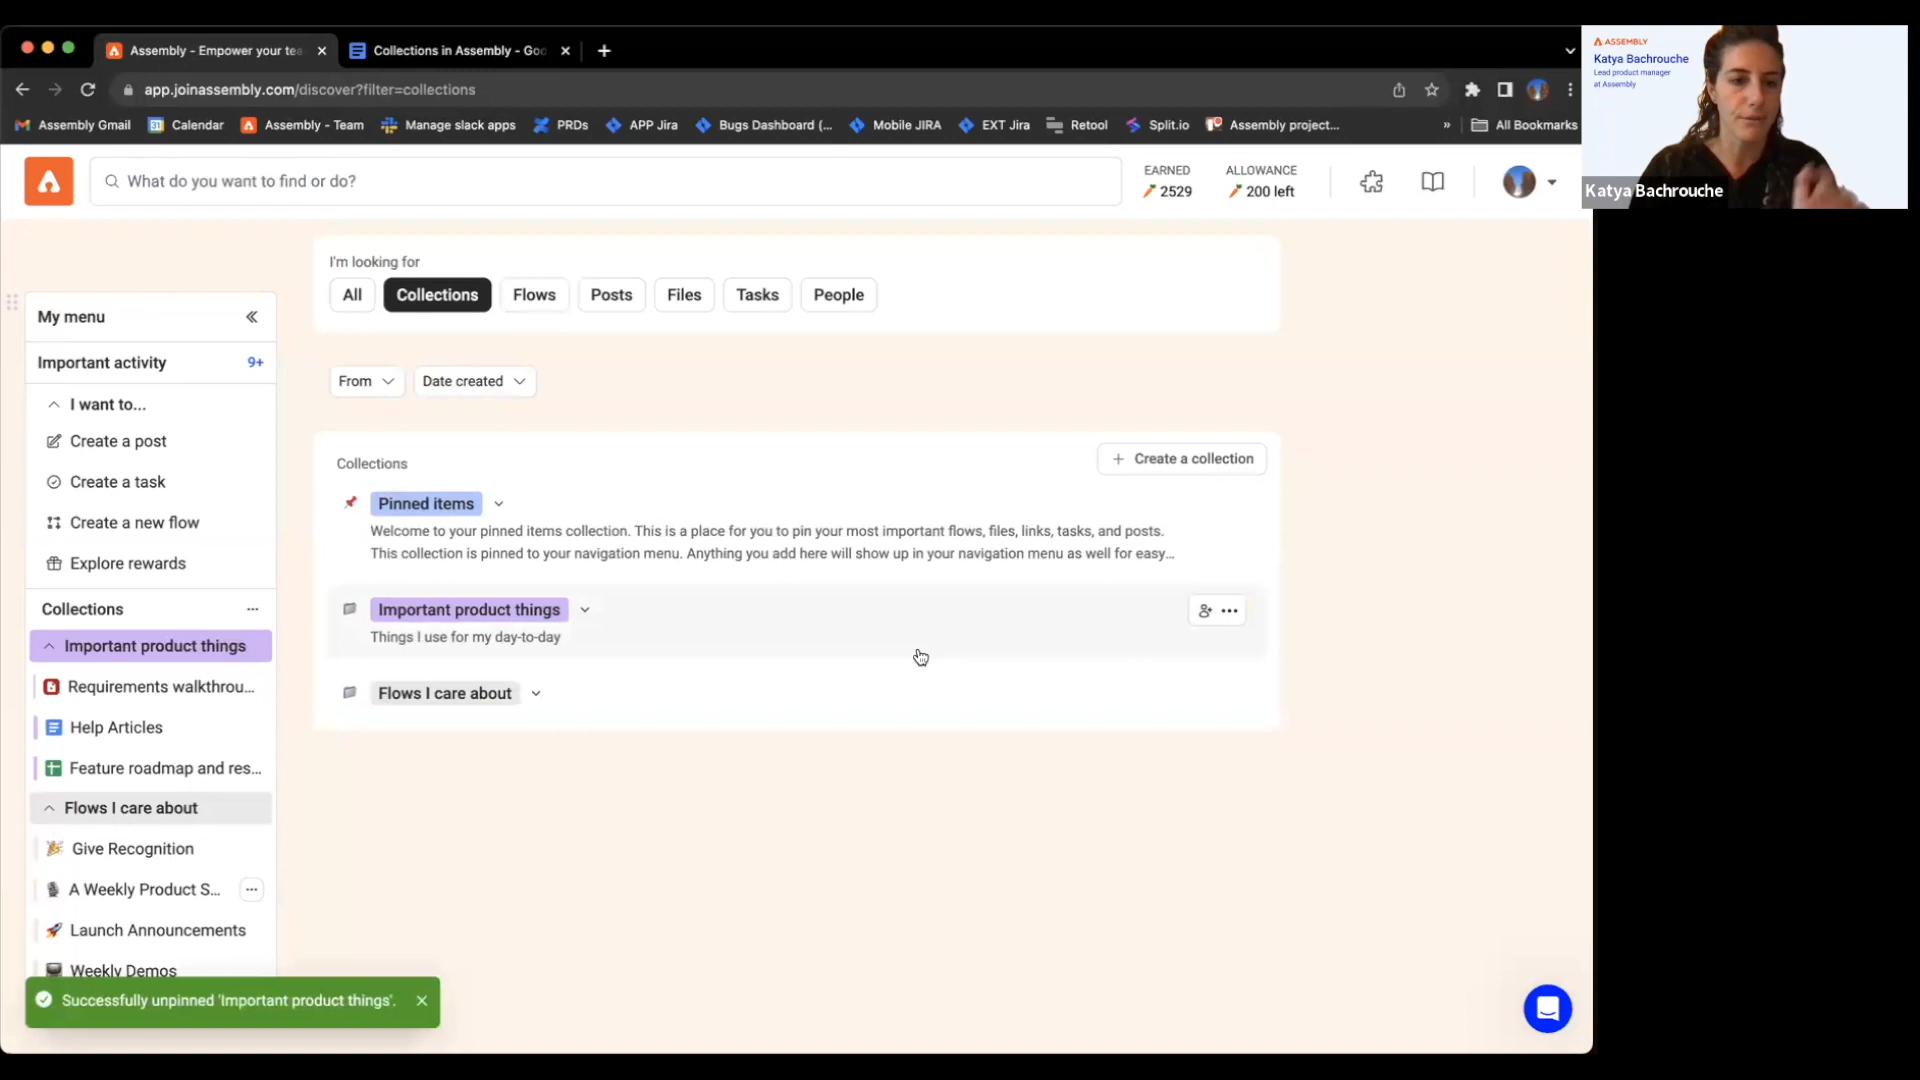 Assembly - Empower your tea
Collections in Assembly - Goo
app.joinassembly.com/discover?filter=collections
Assembly Gmail
Calendar
Assembly - Team
Manage slack apps
PRDs
APP Jira
Bugs Dashboard (...
Mobile JIRA
EXT Jira
Retool
Split.io
Assembly project...
»
All Bookmarks
ASSEMBLY
Katya Bachrouche
Lead product manager
at Assembly
Katya Bachrouche
What do you want to find or do?
EARNED
2529
ALLOWANCE
200 left
I'm looking for
All
Collections
Flows
Posts
Files
Tasks
People
From
Date created
My menu
Important activity
9+
I want to...
Create a post
Create a task
Create a new flow
Explore rewards
Collections
Important product things
Requirements walkthrou...
Help Articles
Feature roadmap and res...
Flows I care about
Give Recognition
A Weekly Product S...
Launch Announcements
Weekly Demos
Collections
Create a collection
Pinned items
Welcome to your pinned items collection. This is a place for you to pin your most important flows, files, links, tasks, and posts.
This collection is pinned to your navigation menu. Anything you add here will show up in your navigation menu as well for easy...
Important product things
Things I use for my day-to-day
Flows I care about
Successfully unpinned 'Important product things'.